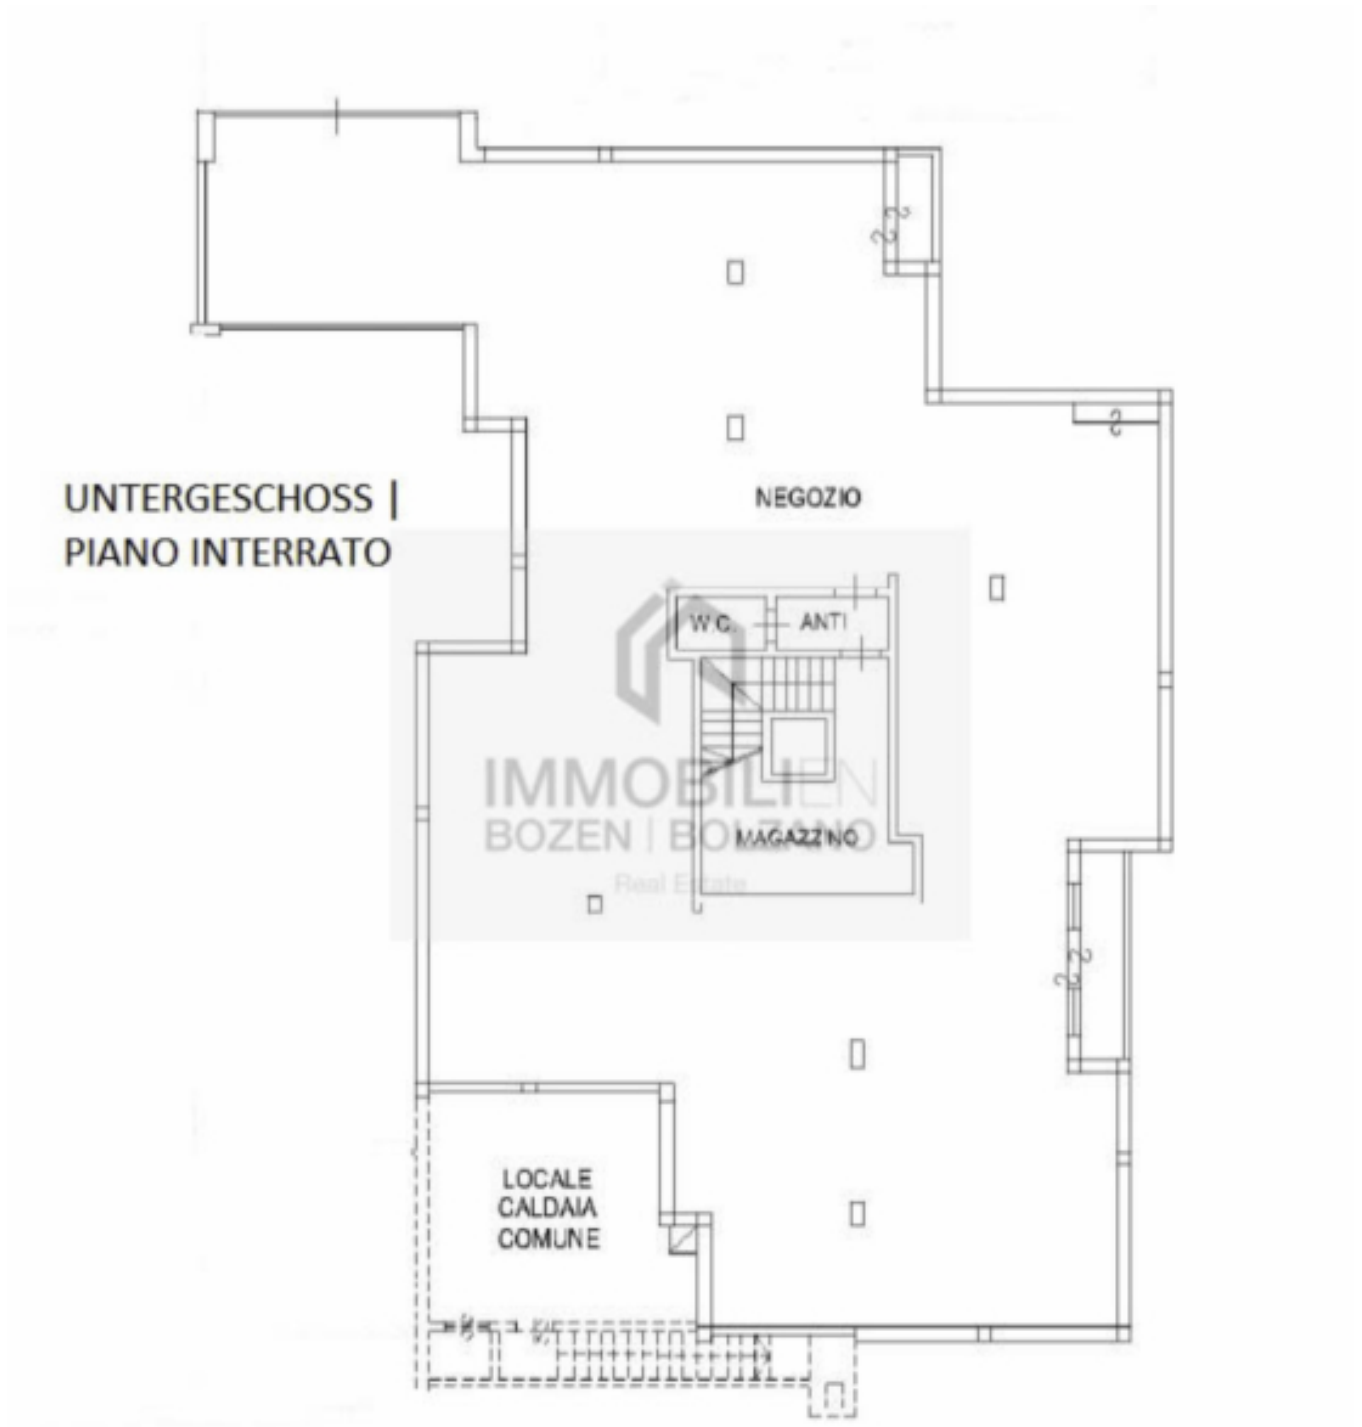 NEGOZIO
UNTERGESCHOSS |
PIANO INTERRATO
W.C.
ANTI
IMMOBILIEN
BOZEN | BOLZANO
MAGAZZINO
Real Estate
LOCALE
CALDAIA
COMUNE